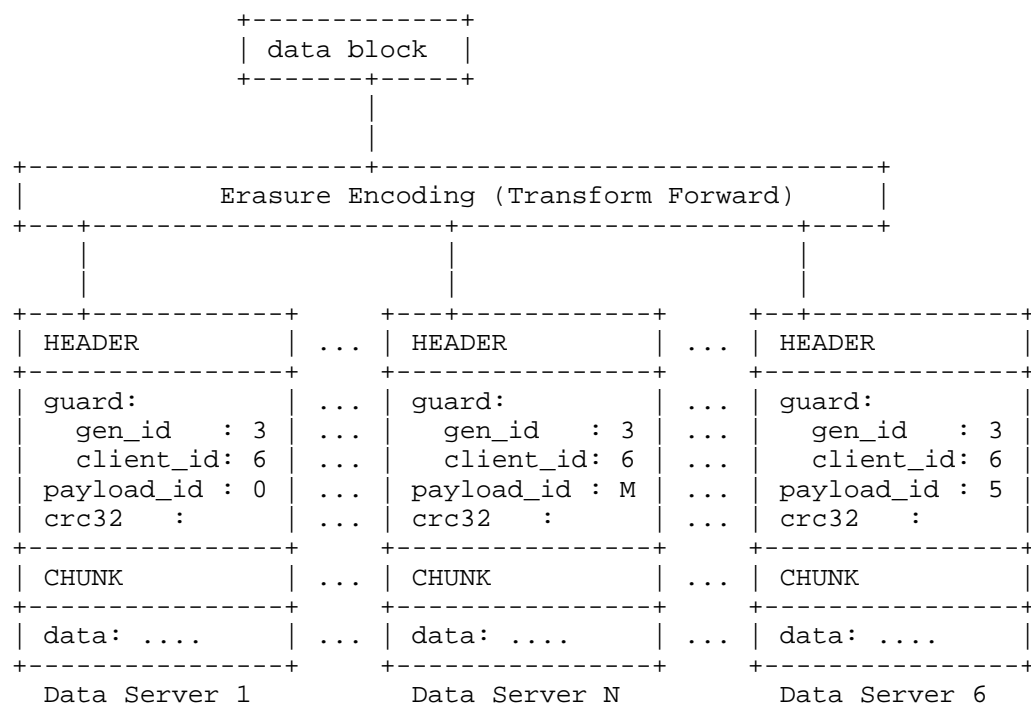 data block
Erasure Encoding (Transform Forward)
HEADER ... HEADER ... HEADER
guard: ... guard: ... guard:
gen_id : 3 ... gen_id : 3 ... gen_id : 3
client_id: 6 ... client_id: 6 ... client_id: 6
payload_id : 0 ... payload_id : M ... payload_id : 5
crc32 : ... crc32 : ... crc32 :
CHUNK ... CHUNK ... CHUNK
data: .... ... data: .... ... data: ....
Data Server 1 Data Server N Data Server 6